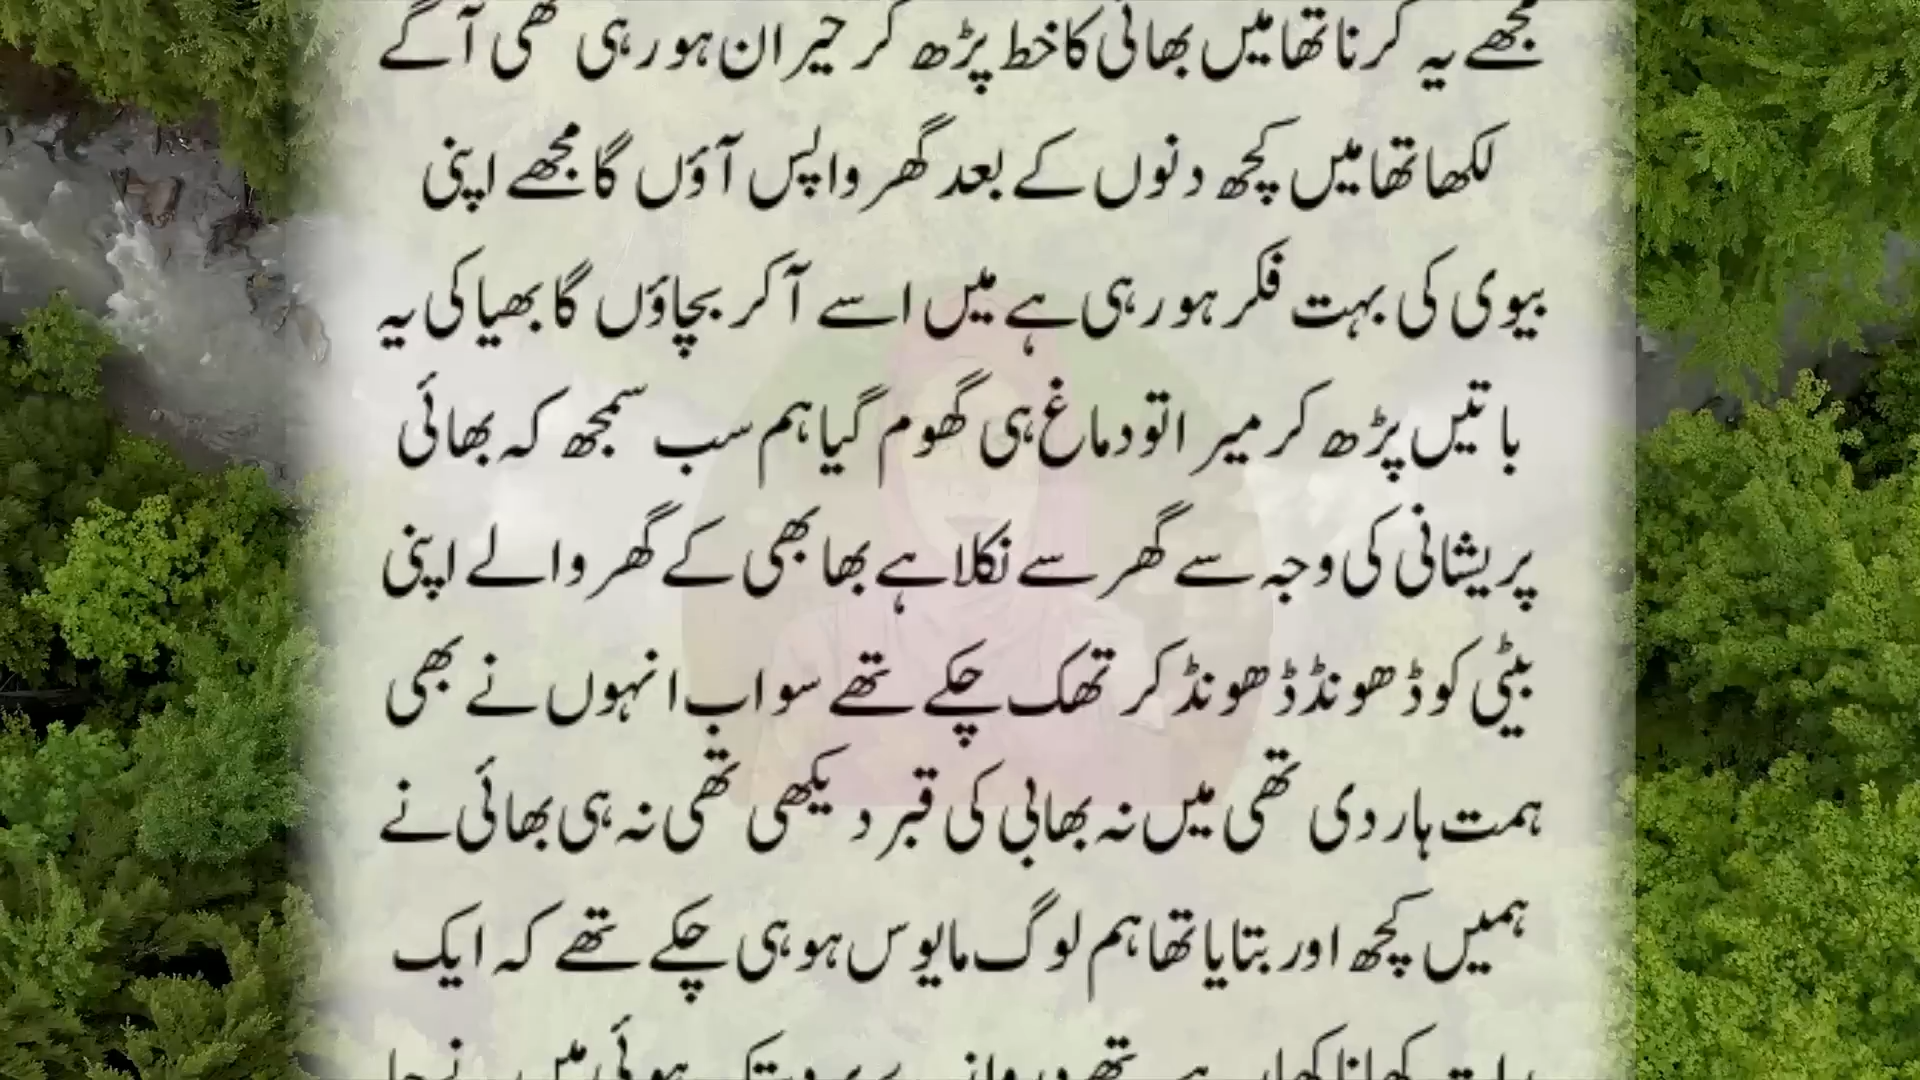 مجھے یہ کرنا تھا میں بھائی کا خط پڑھ کر حیران ہو رہی تھی آگے
لکھا تھا میں کچھ دنوں کے بعد گھر واپس آؤں گا مجھے اپنی
بیوی کی بہت فکر ہو رہی ہے میں اسے آکر بچاؤں گا بھیا کی یہ
باتیں پڑھ کر میرا تو دماغ ہی گھوم گیا ہم سب سمجھ کہ بھائی
پریشانی کی وجہ سے گھر سے نکلا ہے بھابھی کے گھر والے اپنی
بیٹی کو ڈھونڈ ڈھونڈ کر تھک چکے تھے سو اب انہوں نے بھی
ہمت ہار دی تھی میں نہ بھابی کی قبر دیکھی تھی نہ ہی بھائی نے
ہمیں کچھ اور بتایا تھا ہم لوگ مایوس ہو ہی چکے تھے کہ ایک